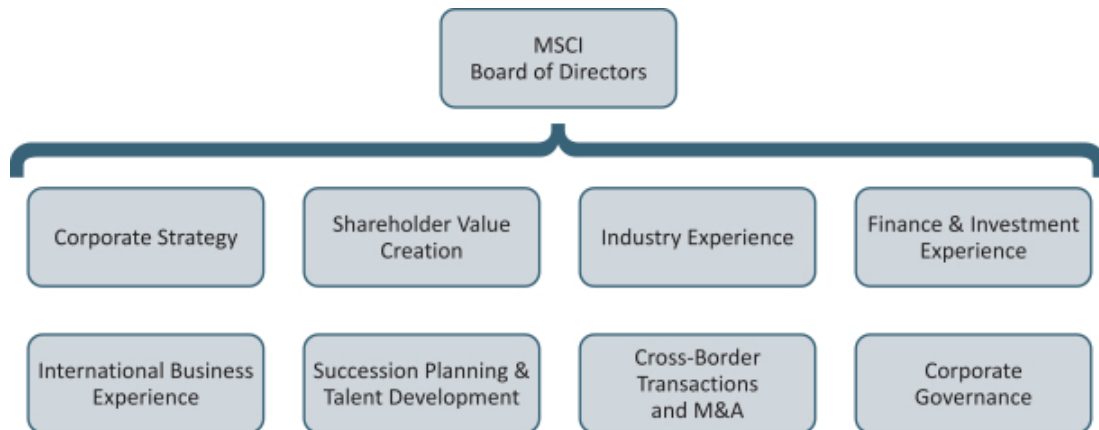 MSCI
Board of Directors
Corporate Strategy
Shareholder Value
Creation
Industry Experience
Finance & Investment
Experience
International Business
Experience
Succession Planning &
Talent Development
Cross-Border
Transactions
and M&A
Corporate
Governance